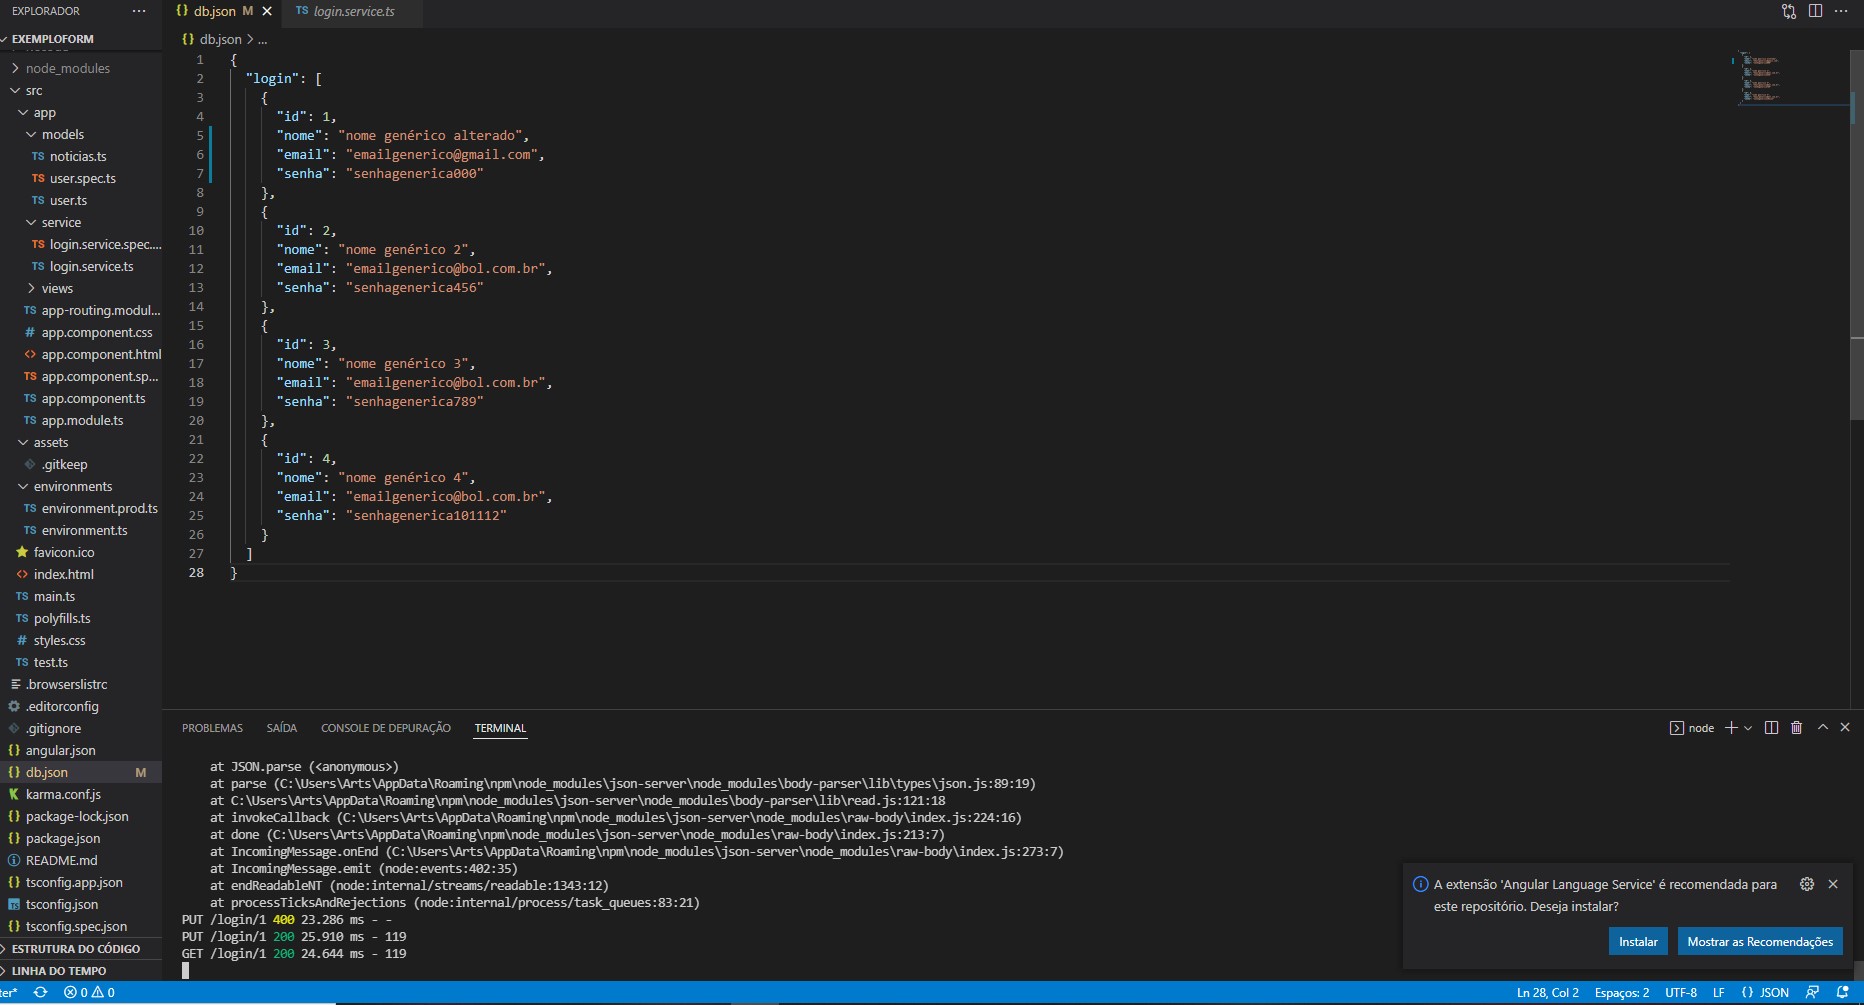 EXPLORADOR
EXEMPLOFORM
node_modules
src
app
models
TS noticias.ts
TS user.spec.ts
TS user.ts
service
TS login.service.spec....
TS login.service.ts
views
TS app-routing.modul...
# app.component.css
<> app.component.html
TS app.component.sp...
TS app.component.ts
TS app.module.ts
assets
.gitkeep
environments
TS environment.prod.ts
TS environment.ts
favicon.ico
<> index.html
TS main.ts
TS polyfills.ts
# styles.css
TS test.ts
.browserslistrc
.editorconfig
.gitignore
{} angular.json
{} db.json M
K karma.conf.js
{} package-lock.json
{} package.json
README.md
{} tsconfig.app.json
TS tsconfig.json
{} tsconfig.spec.json
ESTRUTURA DO CÓDIGO
LINHA DO TEMPO
{} db.json M
TS login.service.ts
{} db.json > ...
1 {
2 "login": [
3 {
4 "id": 1,
5 "nome": "nome genérico alterado",
6 "email": "emailgenerico@gmail.com",
7 "senha": "senhagenerica000"
8 },
9 {
10 "id": 2,
11 "nome": "nome genérico 2",
12 "email": "emailgenerico@bol.com.br",
13 "senha": "senhagenerica456"
14 },
15 {
16 "id": 3,
17 "nome": "nome genérico 3",
18 "email": "emailgenerico@bol.com.br",
19 "senha": "senhagenerica789"
20 },
21 {
22 "id": 4,
23 "nome": "nome genérico 4",
24 "email": "emailgenerico@bol.com.br",
25 "senha": "senhagenerica101112"
26 }
27 ]
28 }
PROBLEMAS SAÍDA CONSOLE DE DEPURAÇÃO TERMINAL
node
at JSON.parse (<anonymous>)
at parse (C:\Users\Arts\AppData\Roaming\npm\node_modules\json-server\node_modules\body-parser\lib\types\json.js:89:19)
at C:\Users\Arts\AppData\Roaming\npm\node_modules\json-server\node_modules\body-parser\lib\read.js:121:18
at invokeCallback (C:\Users\Arts\AppData\Roaming\npm\node_modules\json-server\node_modules\raw-body\index.js:224:16)
at done (C:\Users\Arts\AppData\Roaming\npm\node_modules\json-server\node_modules\raw-body\index.js:213:7)
at IncomingMessage.onEnd (C:\Users\Arts\AppData\Roaming\npm\node_modules\json-server\node_modules\raw-body\index.js:273:7)
at IncomingMessage.emit (node:events:402:35)
at endReadableNT (node:internal/streams/readable:1343:12)
at processTicksAndRejections (node:internal/process/task_queues:83:21)
PUT /login/1 400 23.286 ms - -
PUT /login/1 200 25.910 ms - 119
GET /login/1 200 24.644 ms - 119
A extensão 'Angular Language Service' é recomendada para
este repositório. Deseja instalar?
Instalar
Mostrar as Recomendações
ter* 0 0
Ln 28, Col 2 Espaços: 2 UTF-8 LF {} JSON